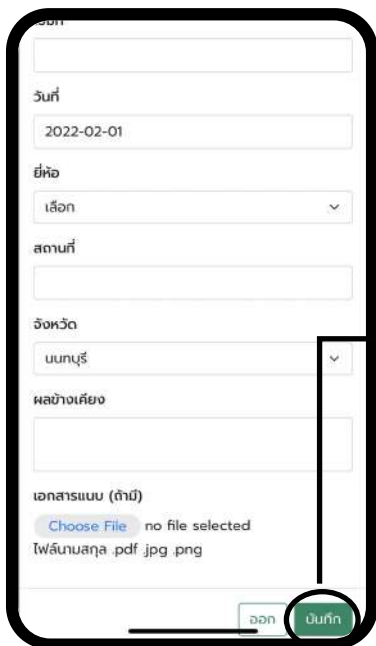 วันที่
2022-02-01
ยี่ห้อ
เลือก
สถานที่
จังหวัด
นนทบุรี
ผลข้างเคียง
เอกสารแนบ (ถ้ามี)
Choose File no file selected
ไฟล์นามสกุล .pdf .jpg .png
ออก บันทึก